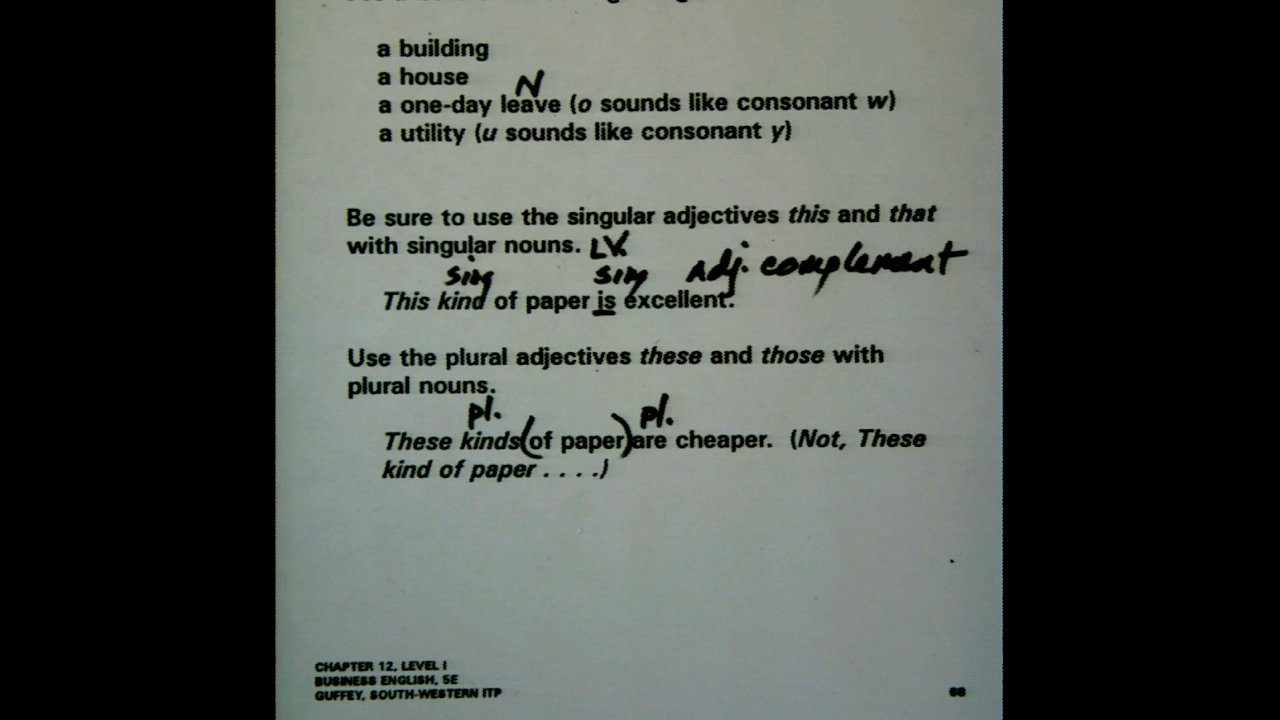 a building
a house
N
a one-day leave (o sounds like consonant w)
a utility (u sounds like consonant y)
Be sure to use the singular adjectives this and that
with singular nouns. LV.
sing sing adj. complement
This kind of paper is excellent.
Use the plural adjectives these and those with
plural nouns.
pl. pl.
These kinds (of paper) are cheaper. (Not, These
kind of paper . . . .)
CHAPTER 12, LEVEL I
BUSINESS ENGLISH, 5E
GUFFEY, SOUTH-WESTERN ITP